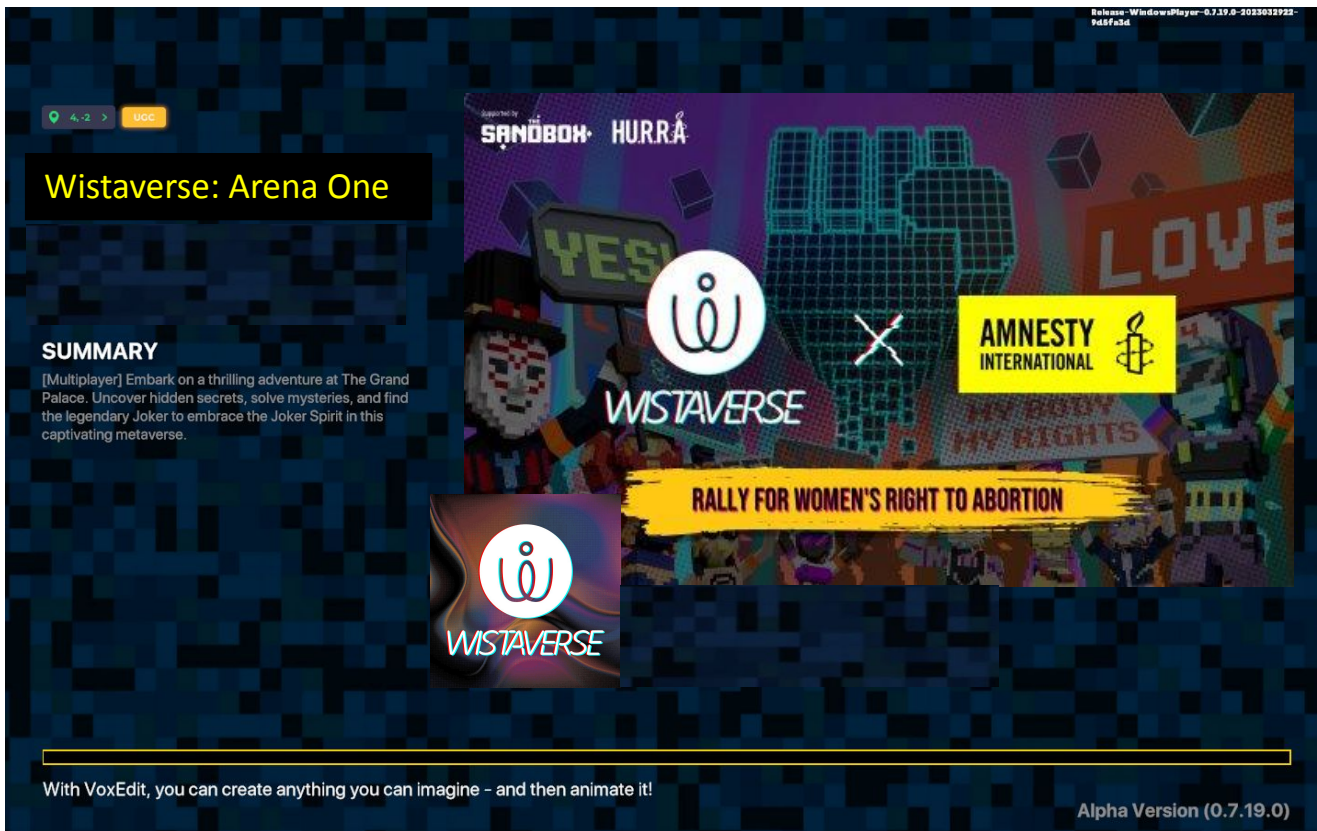 Release-WindowsPlayer-0.7.19.0-2023032922-
9d5fa3d
4,-2 >
UGC
Wistaverse: Arena One
SUMMARY
[Multiplayer] Embark on a thrilling adventure at The Grand
Palace. Uncover hidden secrets, solve mysteries, and find
the legendary Joker to embrace the Joker Spirit in this
captivating metaverse.
Supported by
THE
SANDBOX HURRÅ
YES!
LOVE
WISTAVERSE
AMNESTY
INTERNATIONAL
4
MY BODY
MY RIGHTS
RALLY FOR WOMEN'S RIGHT TO ABORTION
WISTAVERSE
With VoxEdit, you can create anything you can imagine - and then animate it!
Alpha Version (0.7.19.0)